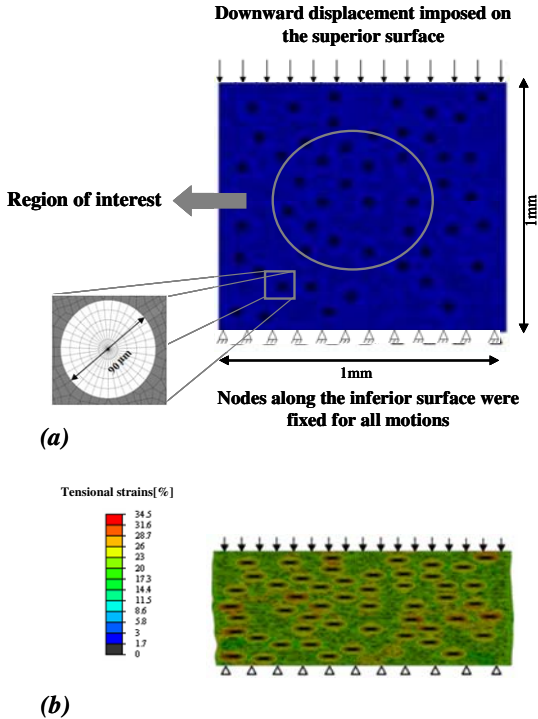 Downward displacement imposed on
the superior surface
Region of interest
1mm
90 µm
1mm
Nodes along the inferior surface were
fixed for all motions
(a)
Tensional strains[%]
34.5
31.6
28.7
26
23
20
17.3
14.4
11.5
8.6
5.8
3
1.7
0
(b)